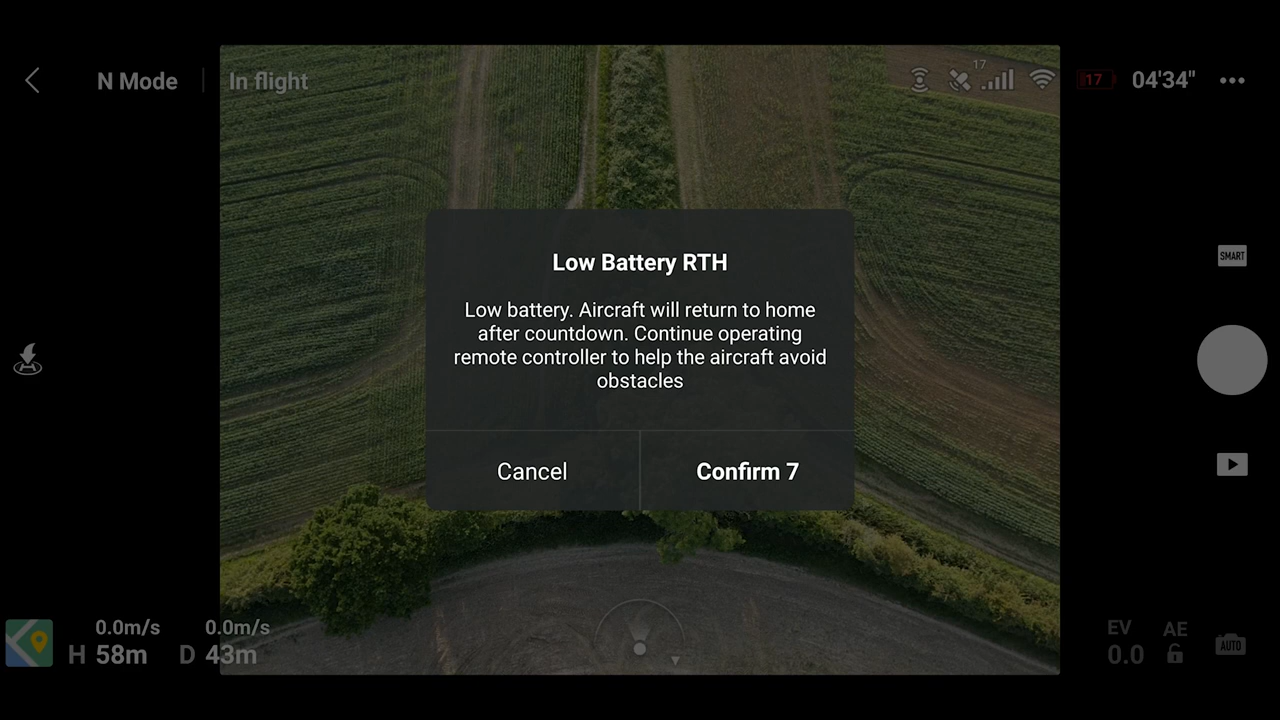 N Mode In flight 17 17 04'34"
SMART
Low Battery RTH
Low battery. Aircraft will return to home
after countdown. Continue operating
remote controller to help the aircraft avoid
obstacles
Cancel Confirm 7
0.0m/s 0.0m/s
H 58m D 43m
EV AE
0.0
AUTO